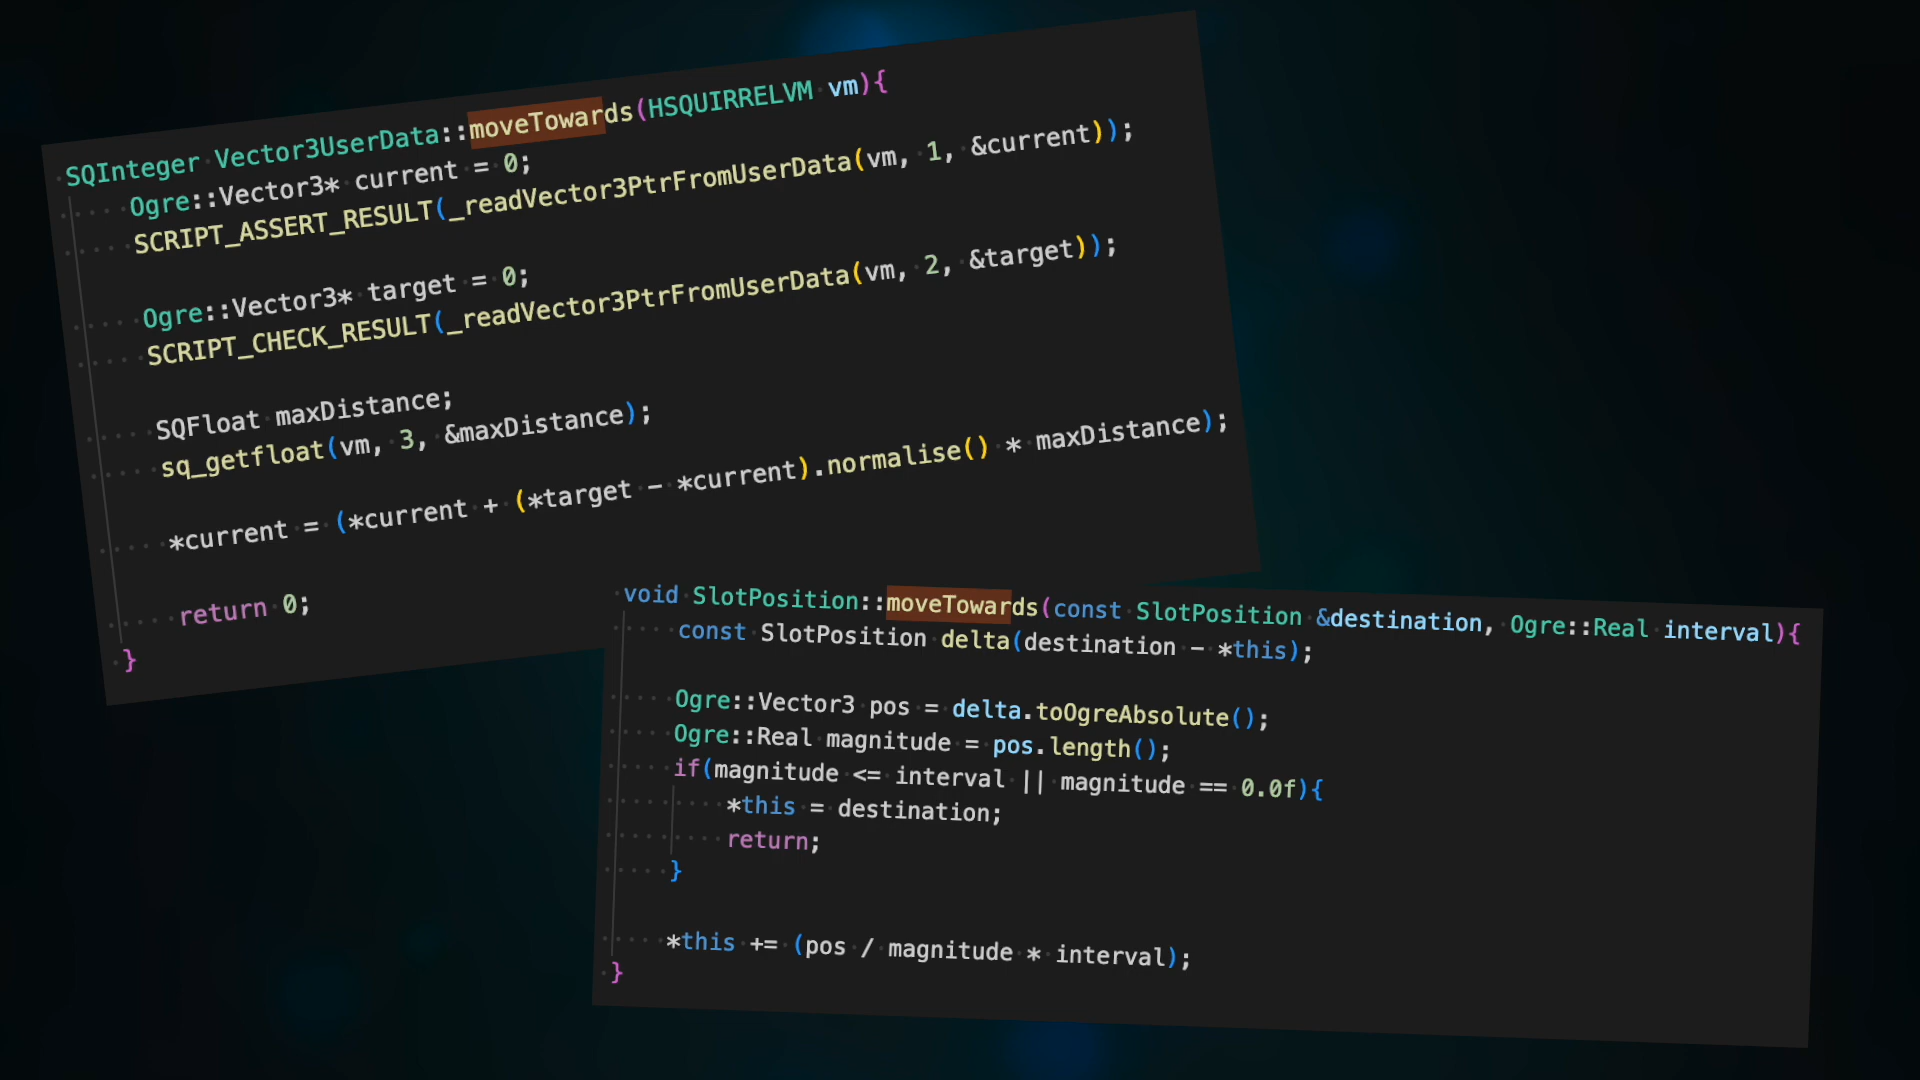 SQInteger Vector3UserData::moveTowards(HSQUIRRELVM vm){
Ogre::Vector3* current = 0;
SCRIPT_ASSERT_RESULT(_readVector3PtrFromUserData(vm, 1, &current));
Ogre::Vector3* target = 0;
SCRIPT_CHECK_RESULT(_readVector3PtrFromUserData(vm, 2, &target));
SQFloat maxDistance;
sq_getfloat(vm, 3, &maxDistance);
*current = (*current + (*target - *current).normalise() * maxDistance);
return 0;
}
void SlotPosition::moveTowards(const SlotPosition &destination, Ogre::Real interval){
const SlotPosition delta(destination - *this);
Ogre::Vector3 pos = delta.toOgreAbsolute();
Ogre::Real magnitude = pos.length();
if(magnitude <= interval || magnitude == 0.0f){
*this = destination;
return;
}
*this += (pos / magnitude * interval);
}